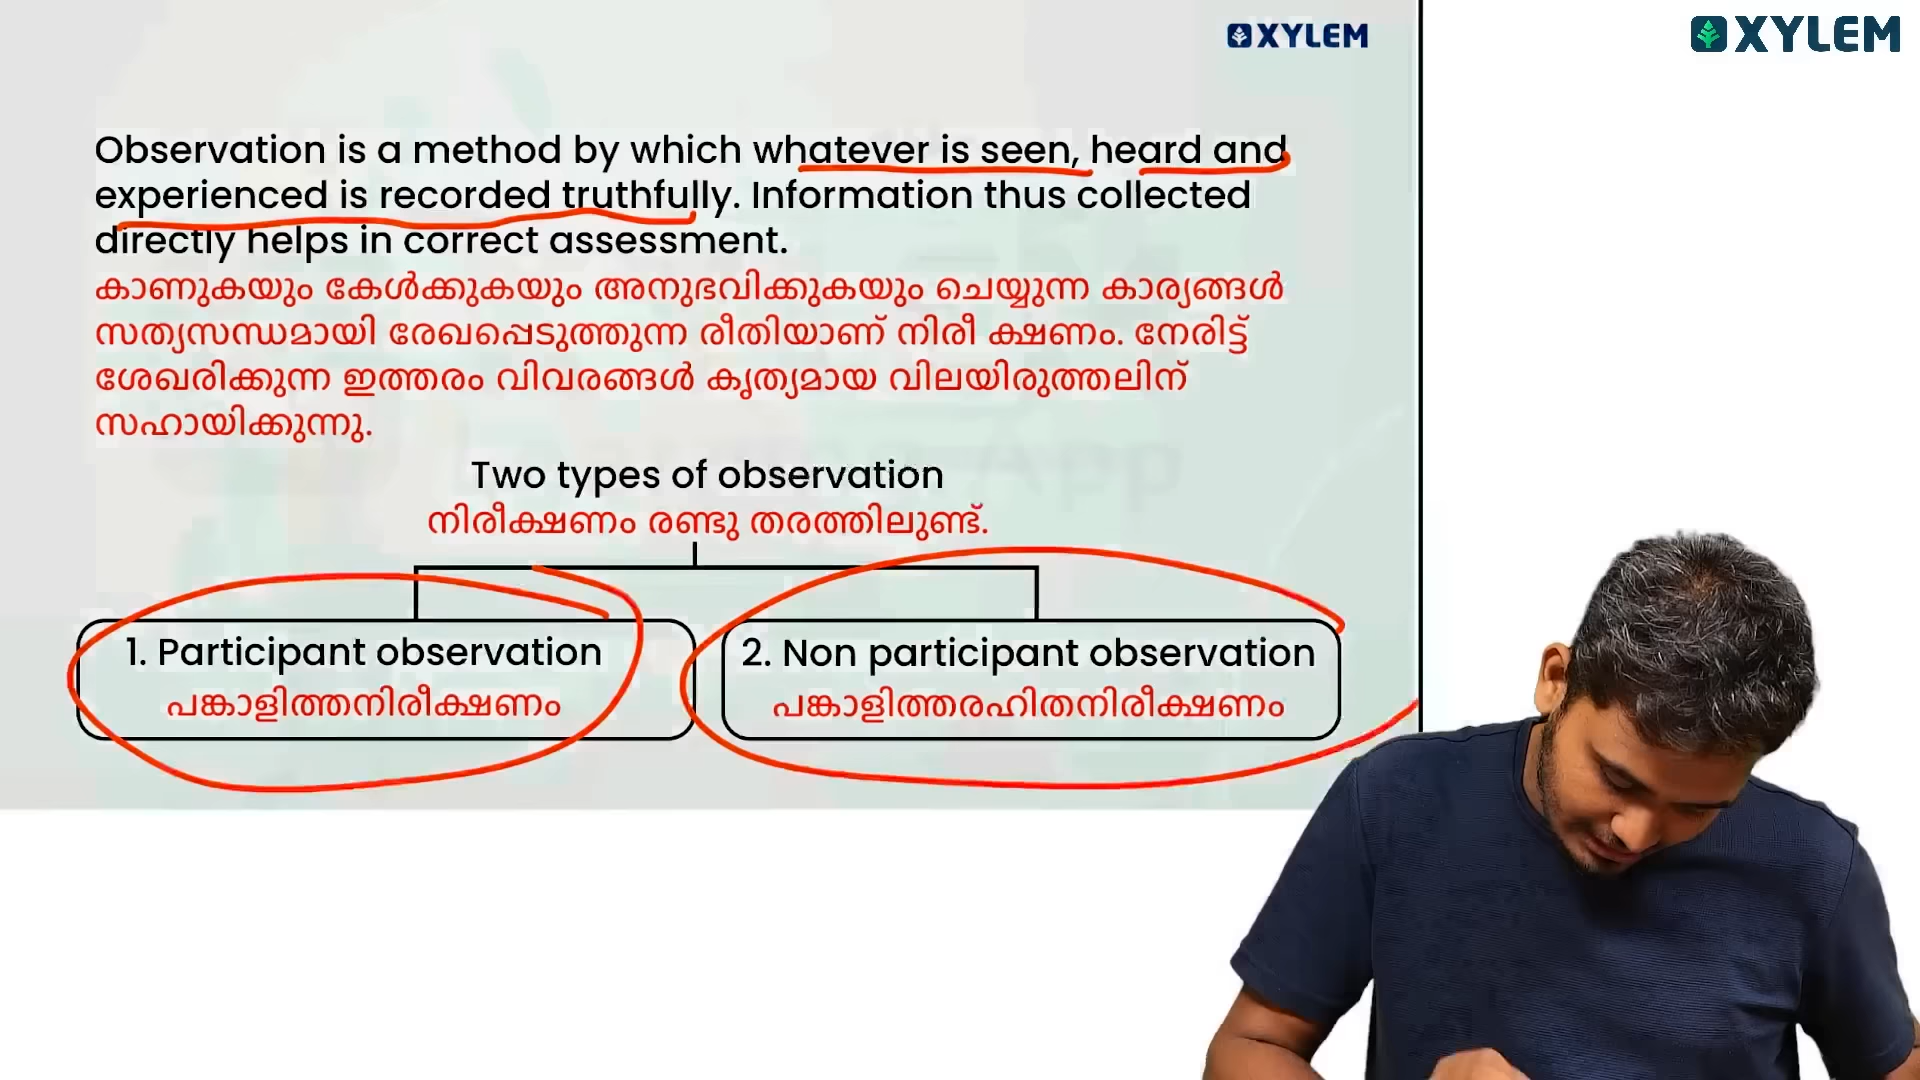 XYLEM
XYLEM
Observation is a method by which whatever is seen, heard and
experienced is recorded truthfully. Information thus collected
directly helps in correct assessment.
കാണുകയും കേൾക്കുകയും അനുഭവിക്കുകയും ചെയ്യുന്ന കാര്യങ്ങൾ
സത്യസന്ധമായി രേഖപ്പെടുത്തുന്ന രീതിയാണ് നിരീ ക്ഷണം. നേരിട്ട്
ശേഖരിക്കുന്ന ഇത്തരം വിവരങ്ങൾ കൃത്യമായ വിലയിരുത്തലിന്
സഹായിക്കുന്നു.
Two types of observation
നിരീക്ഷണം രണ്ടു തരത്തിലുണ്ട്.
1. Participant observation
പങ്കാളിത്തനിരീക്ഷണം
2. Non participant observation
പങ്കാളിത്തരഹിതനിരീക്ഷണം